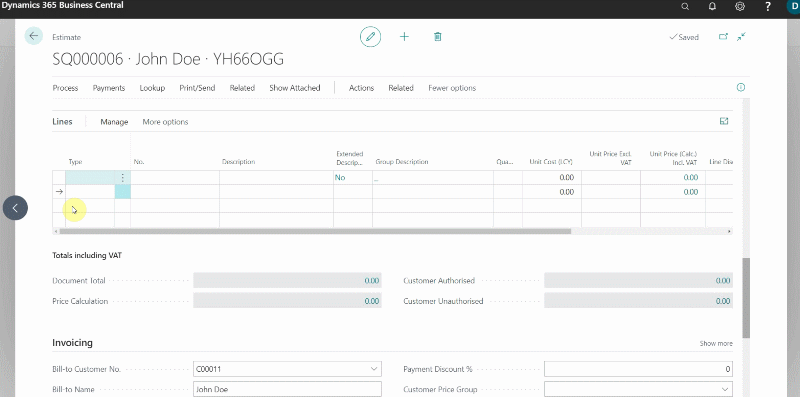 Dynamics 365 Business Central
D
Estimate
Saved
SQ000006 · John Doe · YH66OGG
Process Payments Lookup Print/Send Related Show Attached Actions Related Fewer options
Lines Manage More options
Type No. Description Extended Descrip... Group Description Qua... Unit Cost (LCY) Unit Price Excl. VAT Unit Price (Calc.) Incl. VAT Line Dis
No _ 0.00 0.00
0.00 0.00
Totals including VAT
Document Total 0.00 Customer Authorised 0.00
Price Calculation 0.00 Customer Unauthorised 0.00
Invoicing Show more
Bill-to Customer No. C00011 Payment Discount % 0
Bill-to Name John Doe Customer Price Group